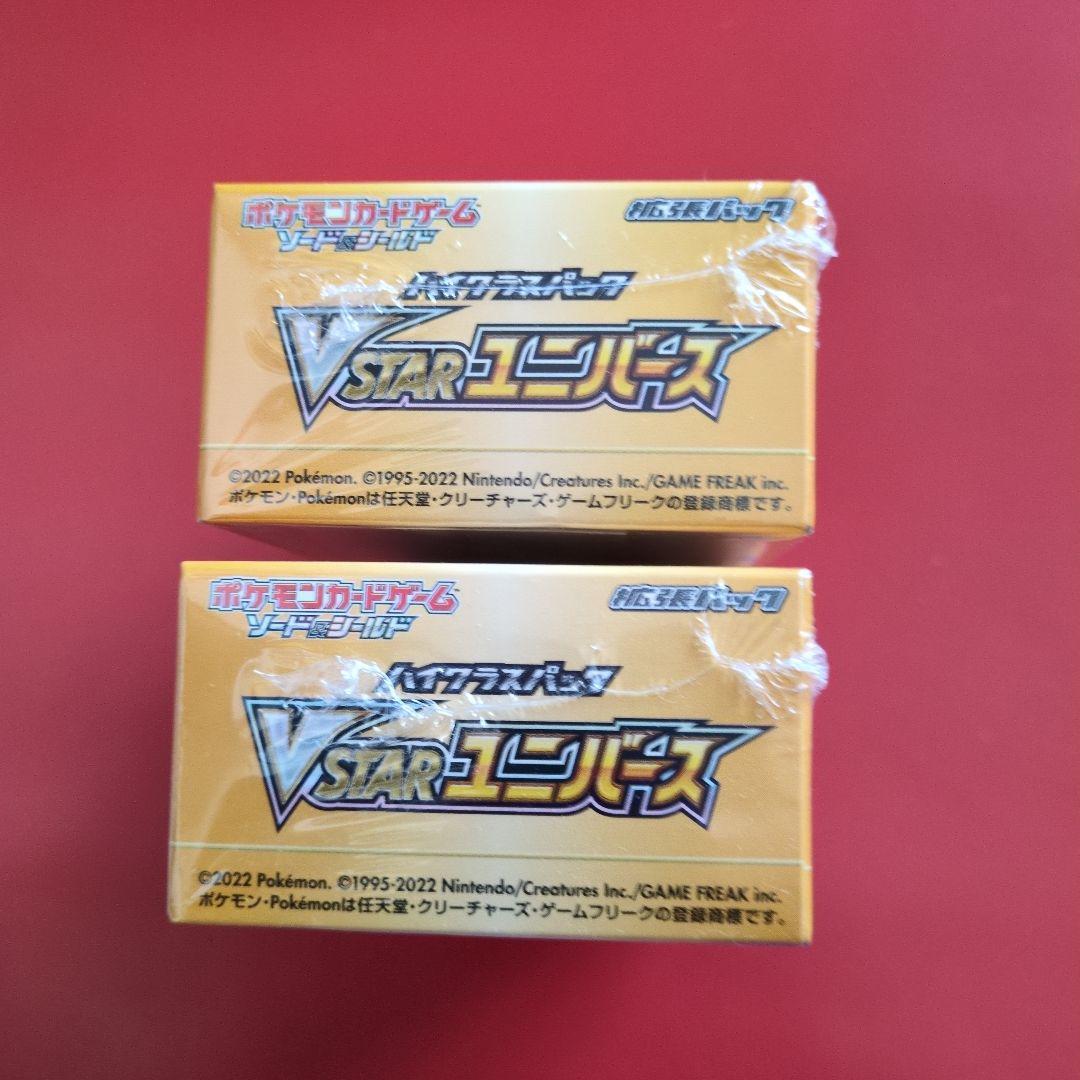 ポケモンカードゲーム
ソード&シールド
拡張パック
ハイクラスパック
VSTARユニバース
©2022 Pokémon. ©1995-2022 Nintendo/Creatures Inc./GAME FREAK inc.
ポケモン・Pokémonは任天堂・クリーチャーズ・ゲームフリークの登録商標です。
ポケモンカードゲーム
ソード&シールド
拡張パック
ハイクラスパック
VSTARユニバース
©2022 Pokémon. ©1995-2022 Nintendo/Creatures Inc./GAME FREAK inc.
ポケモン・Pokémonは任天堂・クリーチャーズ・ゲームフリークの登録商標です。